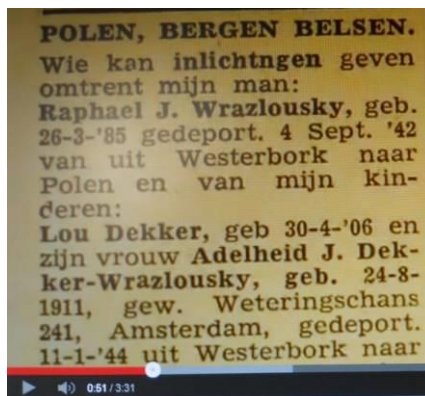 POLEN, BERGEN BELSEN.
Wie kan inlichtngen geven
omtrent mijn man:
Raphael J. Wrazlousky, geb.
26-3-'85 gedeport. 4 Sept. '42
van uit Westerbork naar
Polen en van mijn kin-
deren:
Lou Dekker, geb 30-4-'06 en
zijn vrouw Adelheid J. Dek-
ker-Wrazlousky, geb. 24-8-
1911, gew. Weteringschans
241, Amsterdam, gedeport.
11-1-'44 uit Westerbork naar
0:51 / 3:31